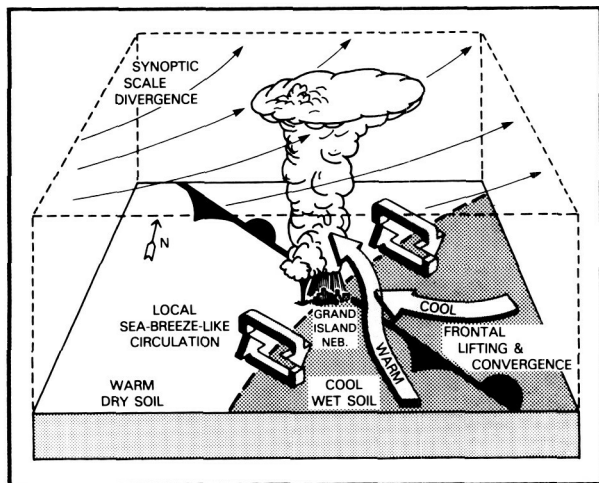 SYNOPTIC
SCALE
DIVERGENCE
N
LOCAL
SEA-BREEZE-LIKE
CIRCULATION
GRAND
ISLAND
NEB.
COOL
FRONTAL
LIFTING &
CONVERGENCE
WARM
WARM
DRY SOIL
COOL
WET SOIL